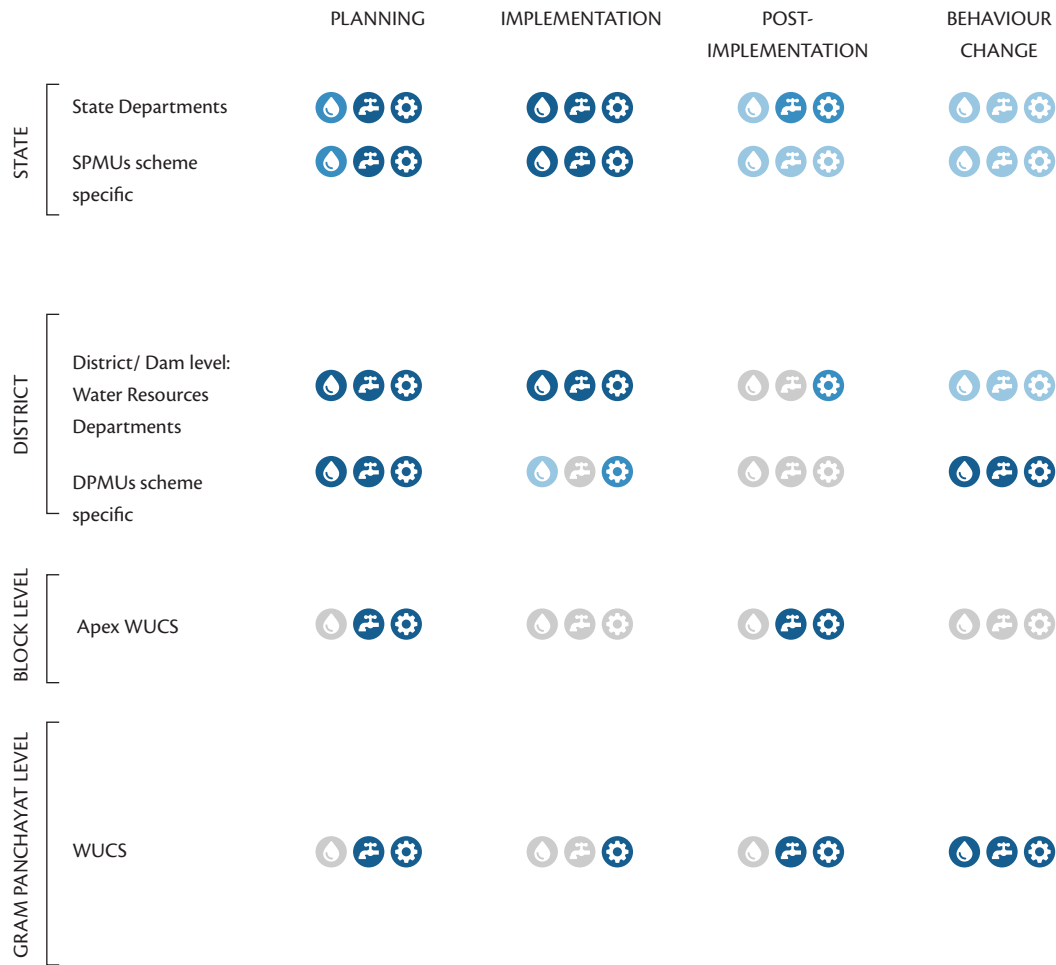 PLANNING
IMPLEMENTATION
POST-
IMPLEMENTATION
BEHAVIOUR
CHANGE
STATE
State Departments
SPMUs scheme
specific
DISTRICT
District/ Dam level:
Water Resources
Departments
DPMUs scheme
specific
BLOCK LEVEL
Apex WUCS
GRAM PANCHAYAT LEVEL
WUCS